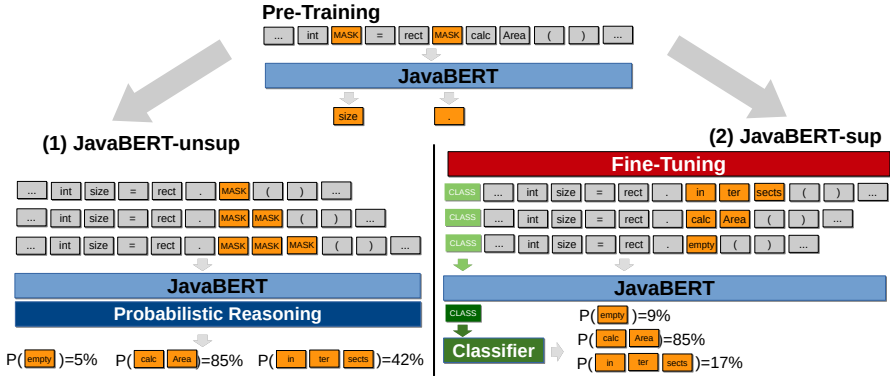 Pre-Training
... int MASK = rect MASK calc Area ( ) ...
JavaBERT
size .
(1) JavaBERT-unsup
... int size = rect . MASK ( ) ...
... int size = rect . MASK MASK ( ) ...
... int size = rect . MASK MASK MASK ( ) ...
JavaBERT
Probabilistic Reasoning
P( empty )=5% P( calc Area )=85% P( in ter sects )=42%
(2) JavaBERT-sup
Fine-Tuning
CLASS ... int size = rect . in ter sects ( ) ...
CLASS ... int size = rect . calc Area ( ) ...
CLASS ... int size = rect . empty ( ) ...
JavaBERT
CLASS
Classifier
P( empty )=9%
P( calc Area )=85%
P( in ter sects )=17%